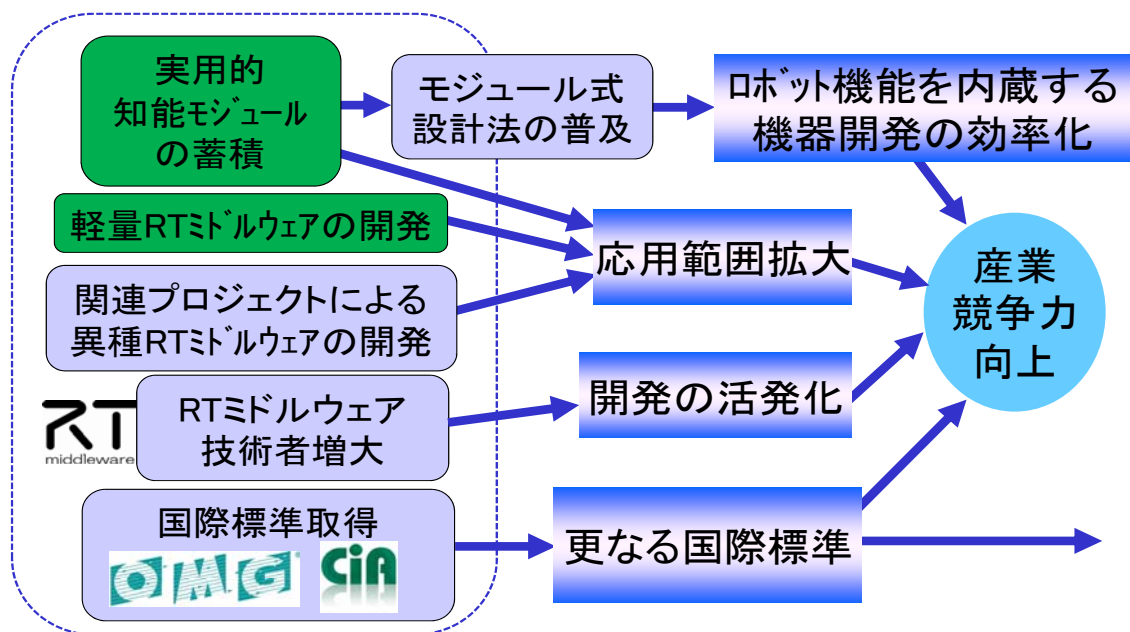 実用的
知能ﾓｼﾞｭｰﾙ
の蓄積
モジュール式
設計法の普及
ﾛﾎﾞｯﾄ機能を内蔵する
機器開発の効率化
軽量RTﾐﾄﾞﾙｳｪｱの開発
応用範囲拡大
産業
競争力
向上
関連プロジェクトによる
異種RTﾐﾄﾞﾙｳｪｱの開発
RT
middleware
RTミドルウェア
技術者増大
開発の活発化
国際標準取得
OMG
CiA
更なる国際標準